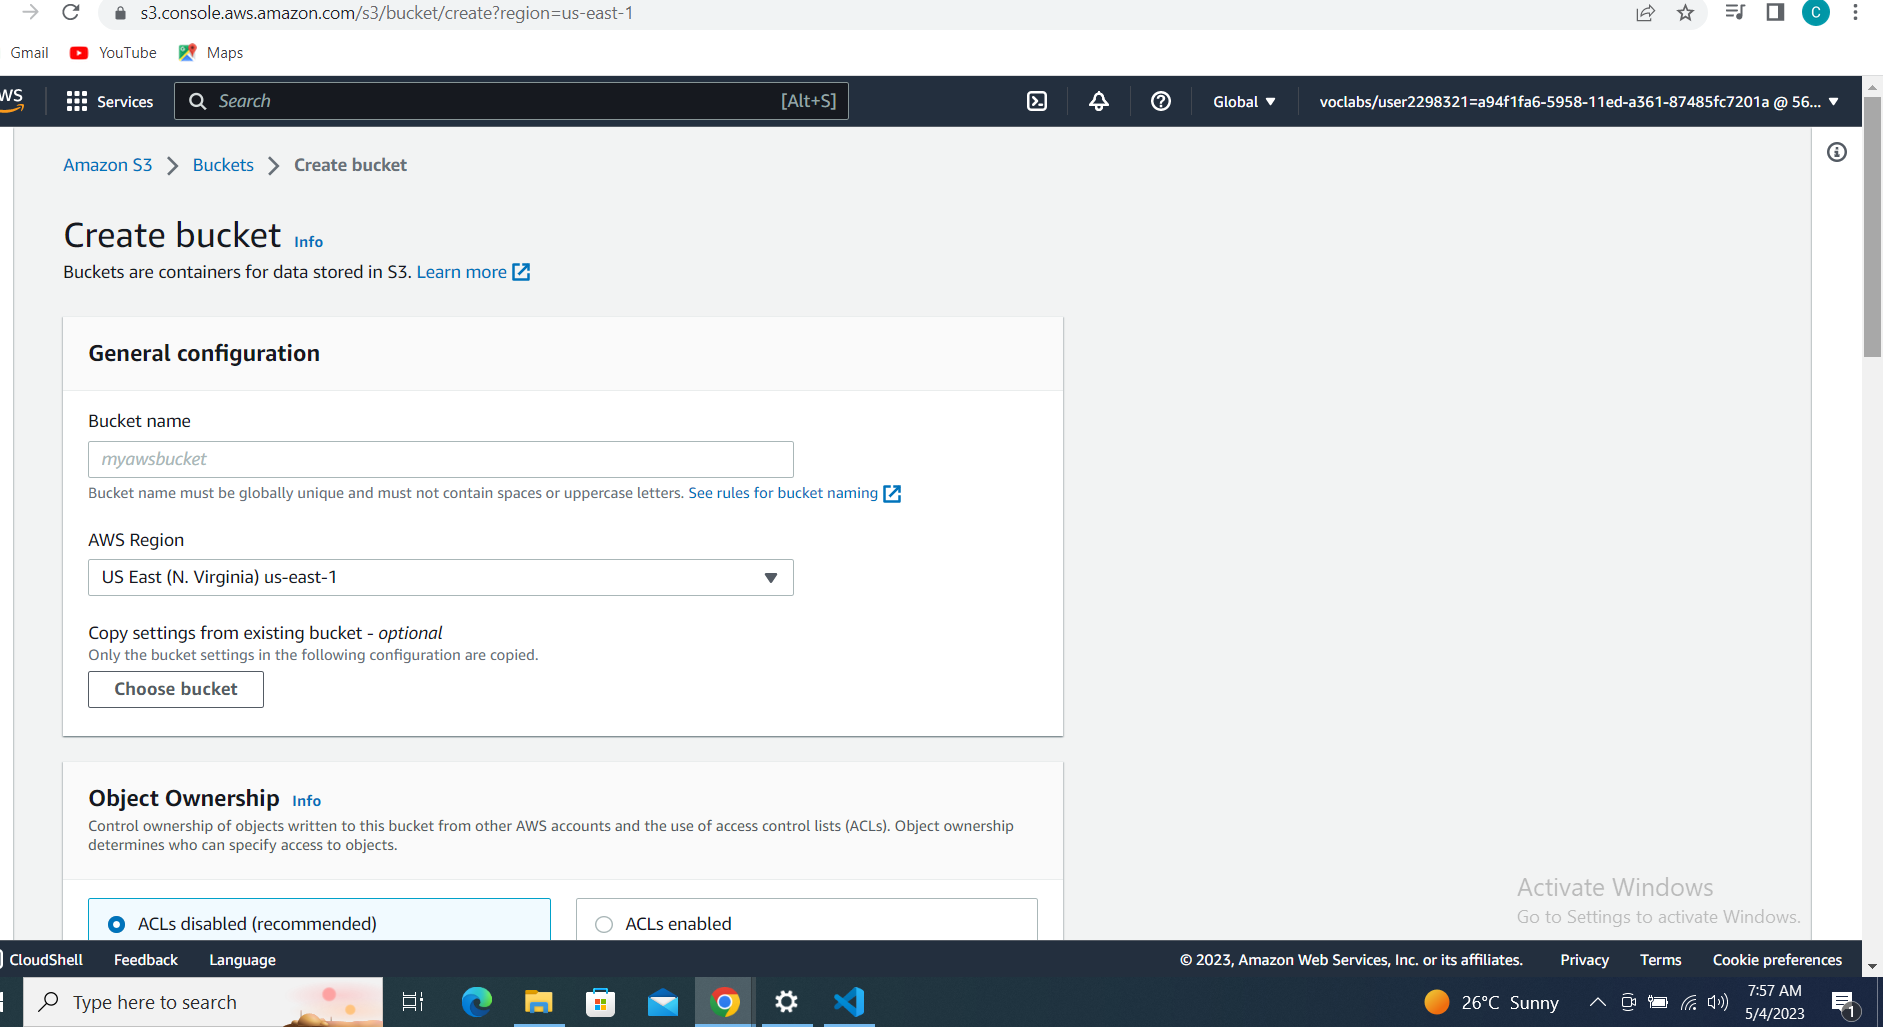 s3.console.aws.amazon.com/s3/bucket/create?region=us-east-1
C
Gmail YouTube Maps
WS Services Search [Alt+S] Global voclabs/user2298321=a94f1fa6-5958-11ed-a361-87485fc7201a @ 56...
Amazon S3 Buckets Create bucket
Create bucket Info
Buckets are containers for data stored in S3. Learn more
General configuration
Bucket name
myawsbucket
Bucket name must be globally unique and must not contain spaces or uppercase letters. See rules for bucket naming
AWS Region
US East (N. Virginia) us-east-1
Copy settings from existing bucket - optional
Only the bucket settings in the following configuration are copied.
Choose bucket
Object Ownership Info
Control ownership of objects written to this bucket from other AWS accounts and the use of access control lists (ACLs). Object ownership
determines who can specify access to objects.
ACLs disabled (recommended) ACLs enabled
Activate Windows
Go to Settings to activate Windows.
CloudShell Feedback Language © 2023, Amazon Web Services, Inc. or its affiliates. Privacy Terms Cookie preferences
Type here to search 26°C Sunny 7:57 AM
5/4/2023 1